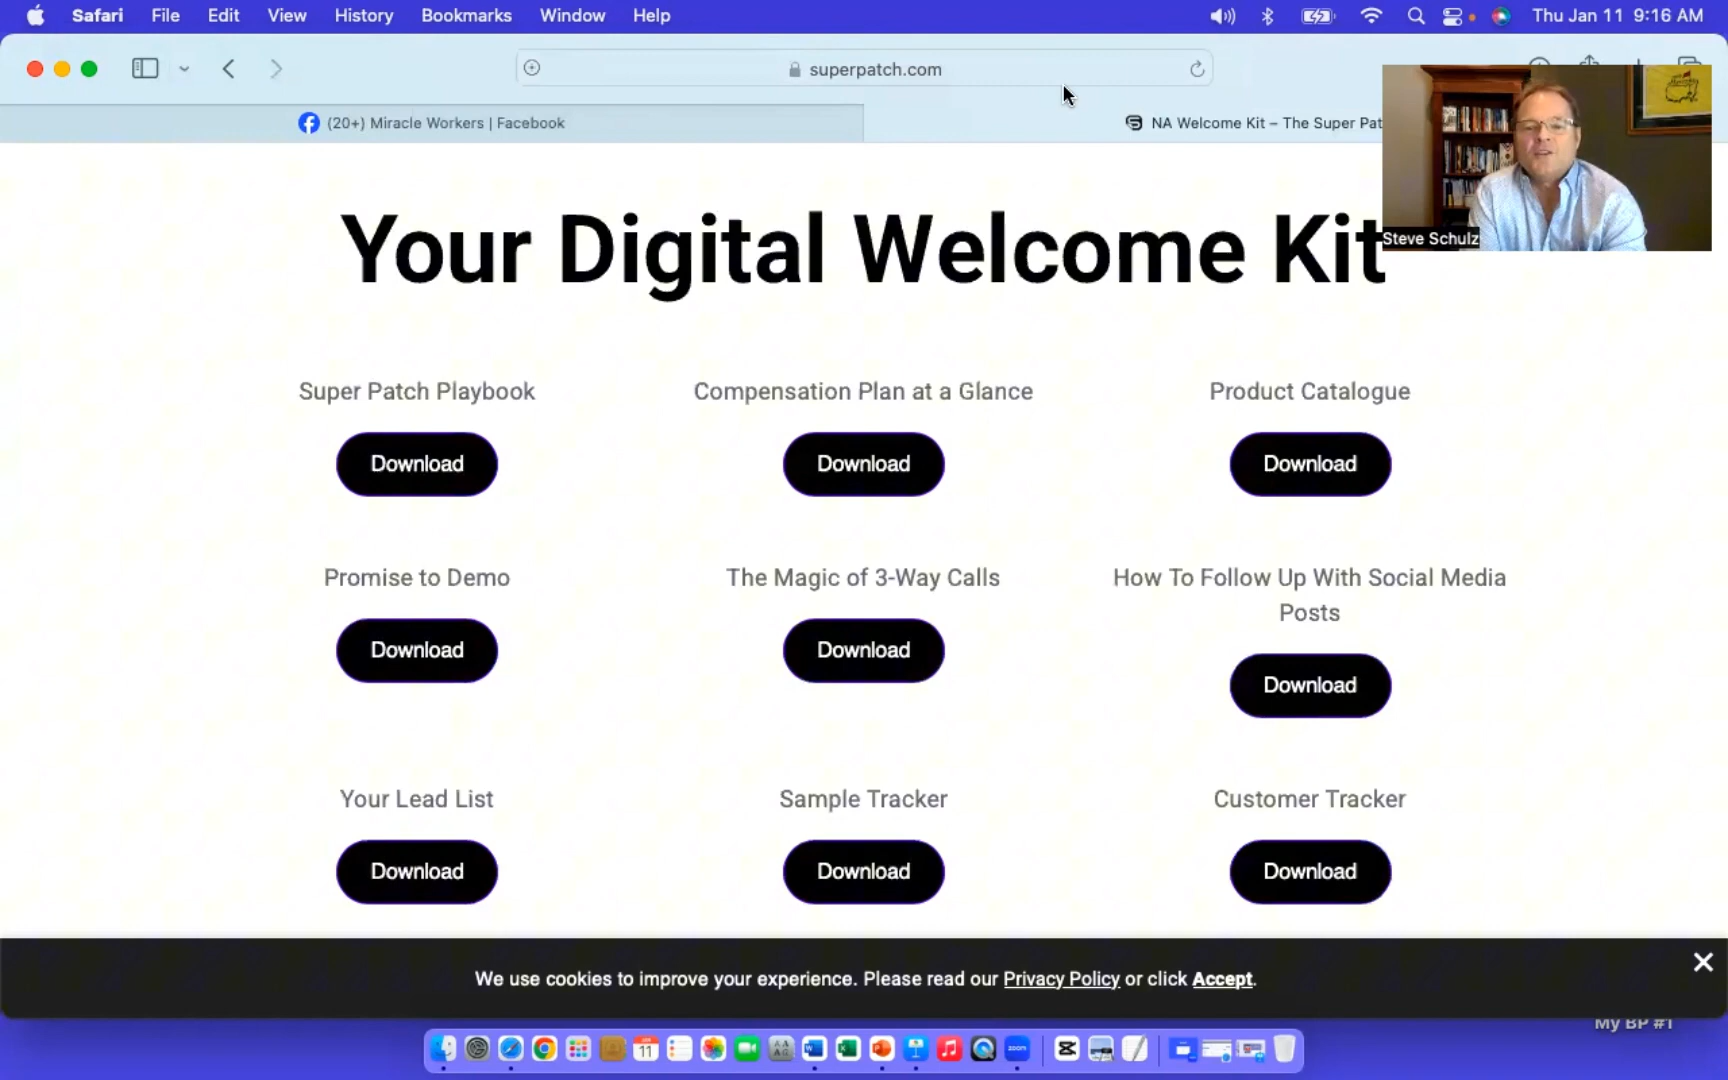 Safari File Edit View History Bookmarks Window Help Thu Jan 11 9:16 AM
superpatch.com
(20+) Miracle Workers | Facebook
NA Welcome Kit – The Super Pat
Steve Schulz
Your Digital Welcome Kit
Super Patch Playbook
Compensation Plan at a Glance
Product Catalogue
Download
Download
Download
Promise to Demo
The Magic of 3-Way Calls
How To Follow Up With Social Media
Posts
Download
Download
Download
Your Lead List
Sample Tracker
Customer Tracker
Download
Download
Download
We use cookies to improve your experience. Please read our Privacy Policy or click Accept.
My BP #1
11
zoom